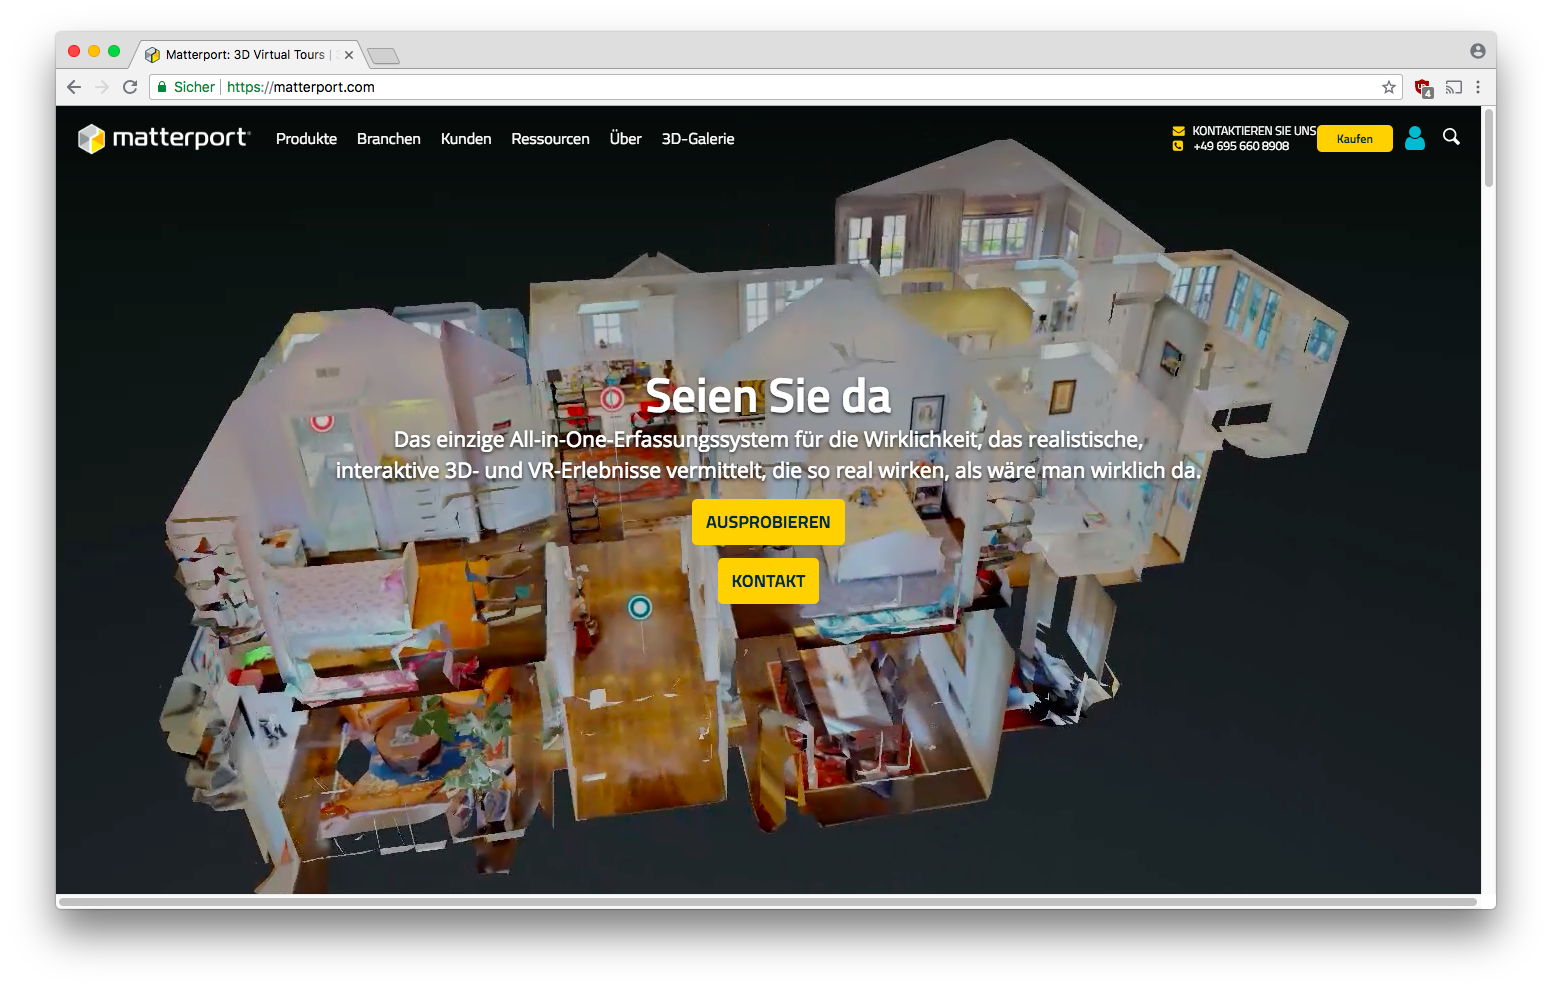 Matterport: 3D Virtual Tours |
Sicher
https://matterport.com
4
matterport
Produkte
Branchen
Kunden
Ressourcen
Über
3D-Galerie
KONTAKTIEREN SIE UNS
+49 695 660 8908
Kaufen
Seien Sie da
Das einzige All-in-One-Erfassungssystem für die Wirklichkeit, das realistische,
interaktive 3D- und VR-Erlebnisse vermittelt, die so real wirken, als wäre man wirklich da.
AUSPROBIEREN
KONTAKT